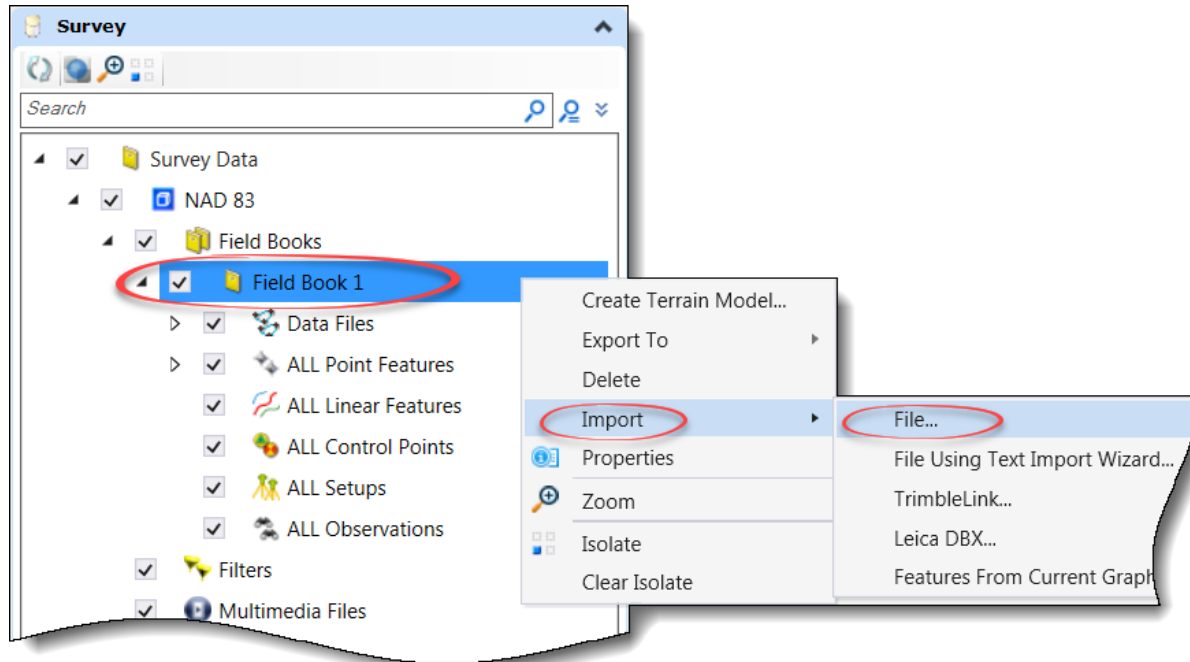 Survey
Search
Survey Data
NAD 83
Field Books
Field Book 1
Data Files
ALL Point Features
ALL Linear Features
ALL Control Points
ALL Setups
ALL Observations
Filters
Multimedia Files
Create Terrain Model...
Export To
Delete
Import
Properties
Zoom
Isolate
Clear Isolate
File...
File Using Text Import Wizard...
TrimbleLink...
Leica DBX...
Features From Current Graph